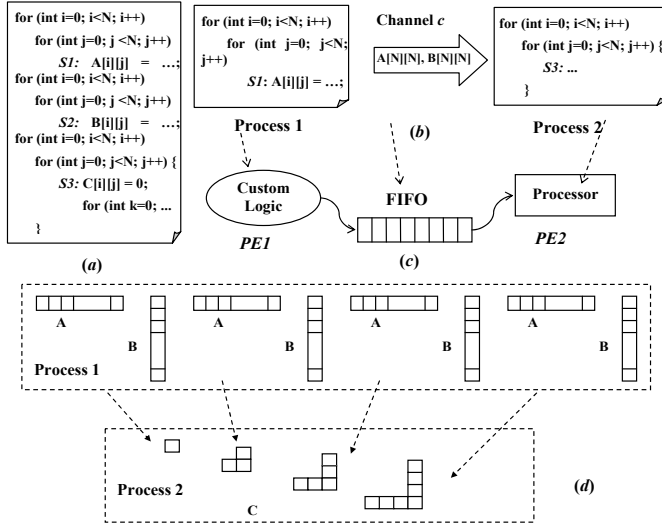 for (int i=0; i<N; i++)
for (int j=0; j <N; j++)
S1: A[i][j] = ...;
for (int i=0; i<N; i++)
for (int j=0; j <N; j++)
S2: B[i][j] = ...;
for (int i=0; i<N; i++)
for (int j=0; j<N; j++) {
S3: C[i][j] = 0;
for (int k=0; ...
}
(a)
for (int i=0; i<N; i++)
for (int j=0; j<N;
j++)
S1: A[i][j] = ...;
Process 1
Channel c
A[N][N], B[N][N]
(b)
for (int i=0; i<N; i++)
for (int j=0; j<N; j++) {
S3: ...
}
Process 2
Custom
Logic
PE1
FIFO
(c)
Processor
PE2
A
B
A
B
A
B
A
B
Process 1
Process 2
C
(d)